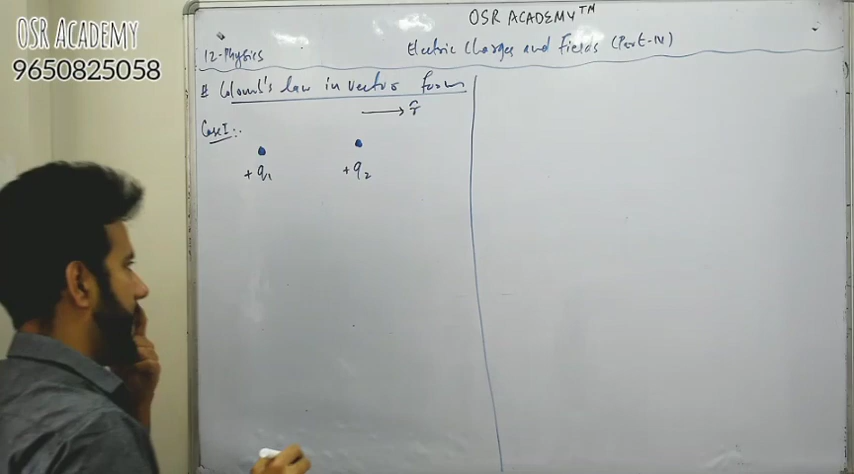 OSR Academy
9650825058
OSR ACADEMY™
12-Physics
Electric Charges and Fields (Part-IV)
# Coloumb's law in vector form
r̂
Case I:-
+q₁ +q₂